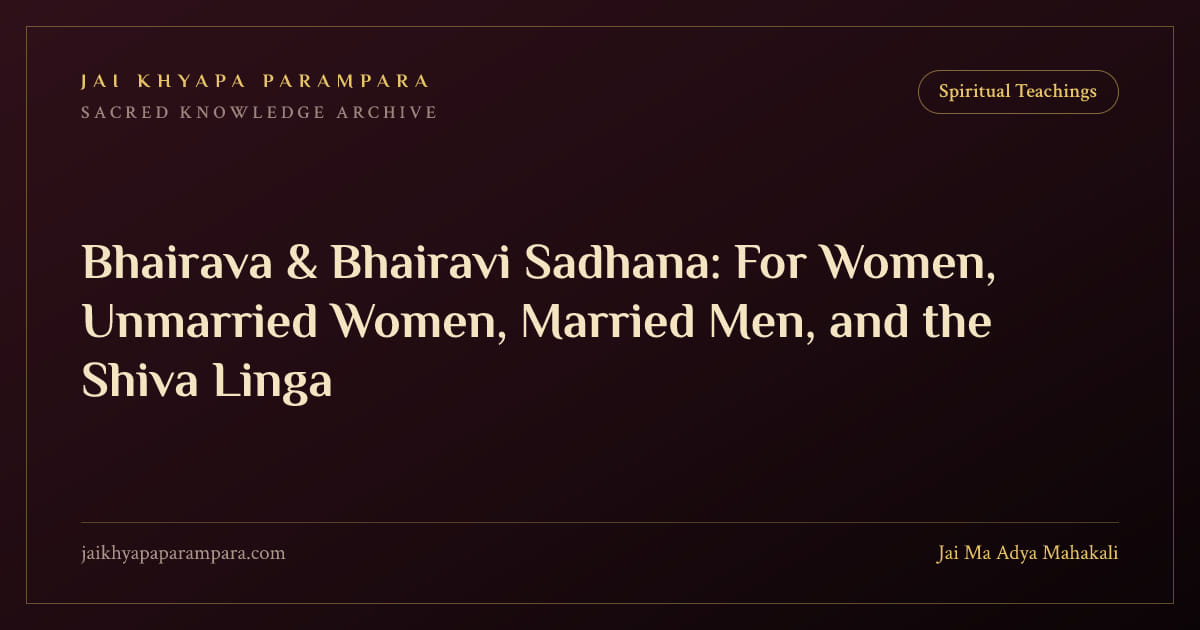 JAI KHYAPA PARAMPARA
SACRED KNOWLEDGE ARCHIVE
Spiritual Teachings
Bhairava & Bhairavi Sadhana: For Women,
Unmarried Women, Married Men, and the
Shiva Linga
jaikhyapaparampara.com
Jai Ma Adya Mahakali